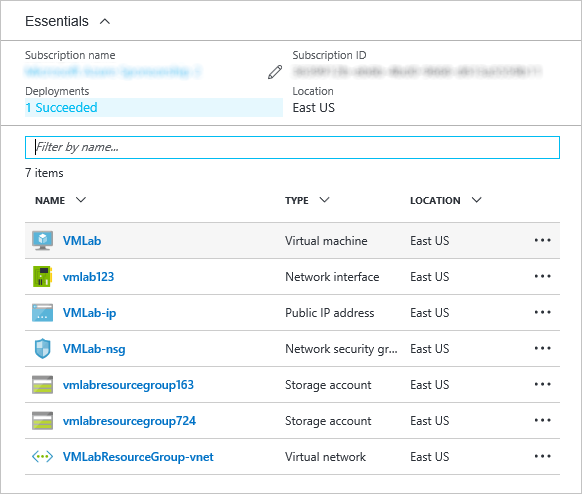 Essentials
Subscription name Subscription ID
Deployments Location
1 Succeeded East US
Filter by name...
7 items
NAME TYPE LOCATION
VMLab Virtual machine East US
vmlab123 Network interface East US
VMLab-ip Public IP address East US
VMLab-nsg Network security gr... East US
vmlabresourcegroup163 Storage account East US
vmlabresourcegroup724 Storage account East US
VMLabResourceGroup-vnet Virtual network East US